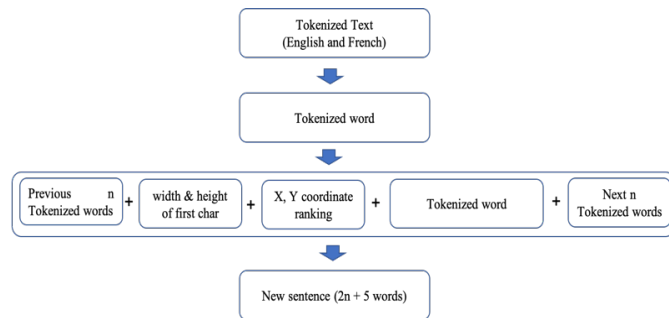 Tokenized Text
(English and French)
Tokenized word
Previous n
Tokenized words
+
width & height
of first char
+
X, Y coordinate
ranking
+
Tokenized word
+
Next n
Tokenized words
New sentence (2n + 5 words)